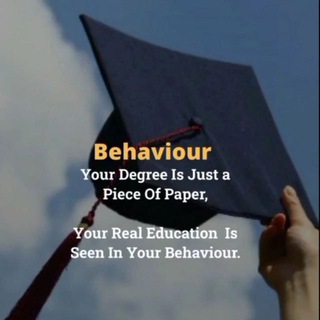 Behaviour
Your Degree Is Just a
Piece Of Paper,
Your Real Education Is
Seen In Your Behaviour.